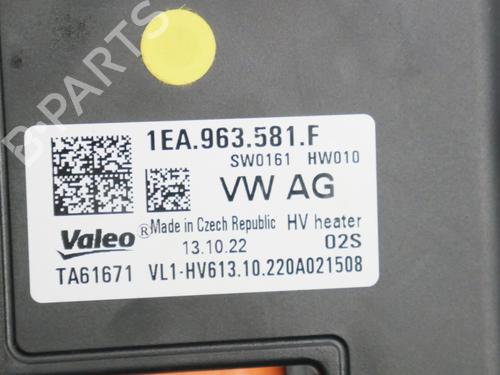 B-PARTS
1EA.963.581.F
SW0161 HW010
VW AG
Valeo ® Made in Czech Republic HV heater
13.10.22 02S
TA61671 VL1-HV613.10.220A021508